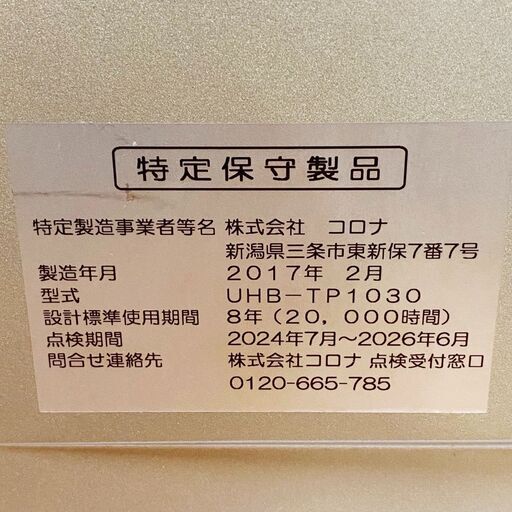 特定保守製品
特定製造事業者等名 株式会社 コロナ
新潟県三条市東新保7番7号
製造年月 2017年 2月
型式 UHB-TP1030
設計標準使用期間 8年(20,000時間)
点検期間 2024年7月~2026年6月
問合せ連絡先 株式会社コロナ 点検受付窓口
0120-665-785